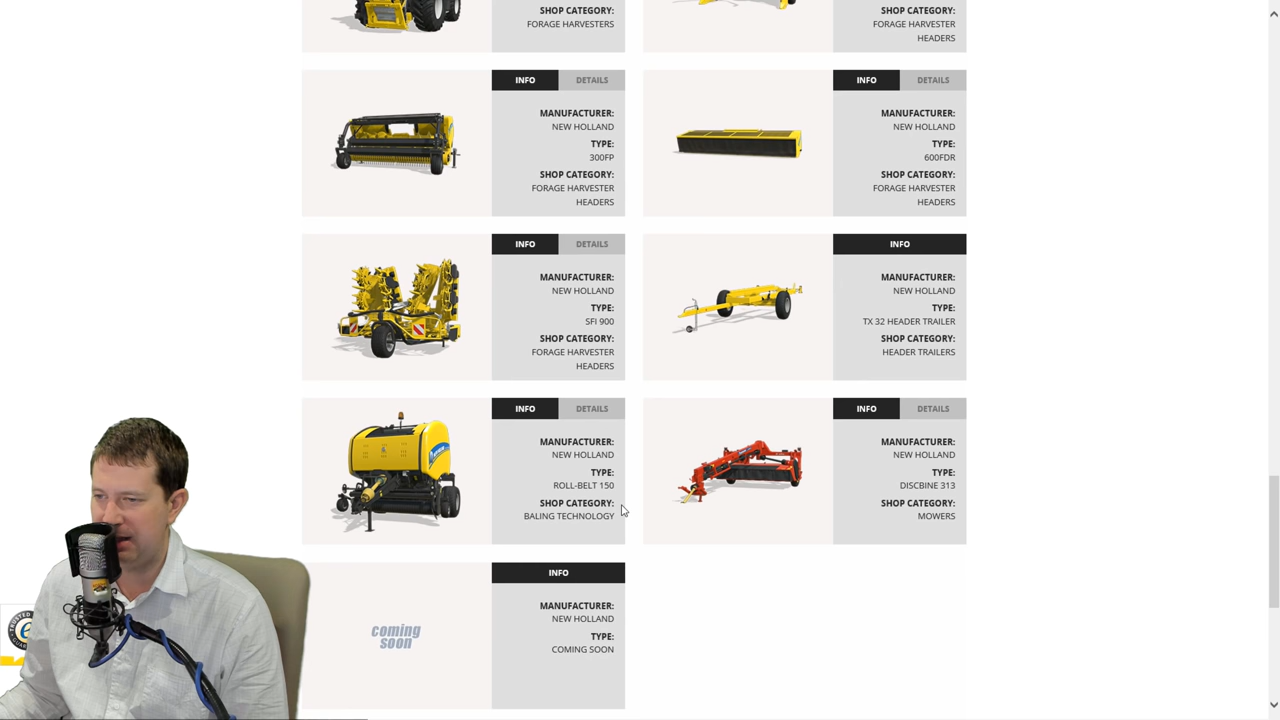 SHOP CATEGORY:
FORAGE HARVESTERS
SHOP CATEGORY:
FORAGE HARVESTER
HEADERS
INFO DETAILS
MANUFACTURER:
NEW HOLLAND
TYPE:
300FP
SHOP CATEGORY:
FORAGE HARVESTER
HEADERS
INFO DETAILS
MANUFACTURER:
NEW HOLLAND
TYPE:
600FDR
SHOP CATEGORY:
FORAGE HARVESTER
HEADERS
INFO DETAILS
MANUFACTURER:
NEW HOLLAND
TYPE:
SFI 900
SHOP CATEGORY:
FORAGE HARVESTER
HEADERS
INFO
MANUFACTURER:
NEW HOLLAND
TYPE:
TX 32 HEADER TRAILER
SHOP CATEGORY:
HEADER TRAILERS
INFO DETAILS
MANUFACTURER:
NEW HOLLAND
TYPE:
ROLL-BELT 150
SHOP CATEGORY:
BALING TECHNOLOGY
INFO DETAILS
MANUFACTURER:
NEW HOLLAND
TYPE:
DISCBINE 313
SHOP CATEGORY:
MOWERS
coming
soon
INFO
MANUFACTURER:
NEW HOLLAND
TYPE:
COMING SOON